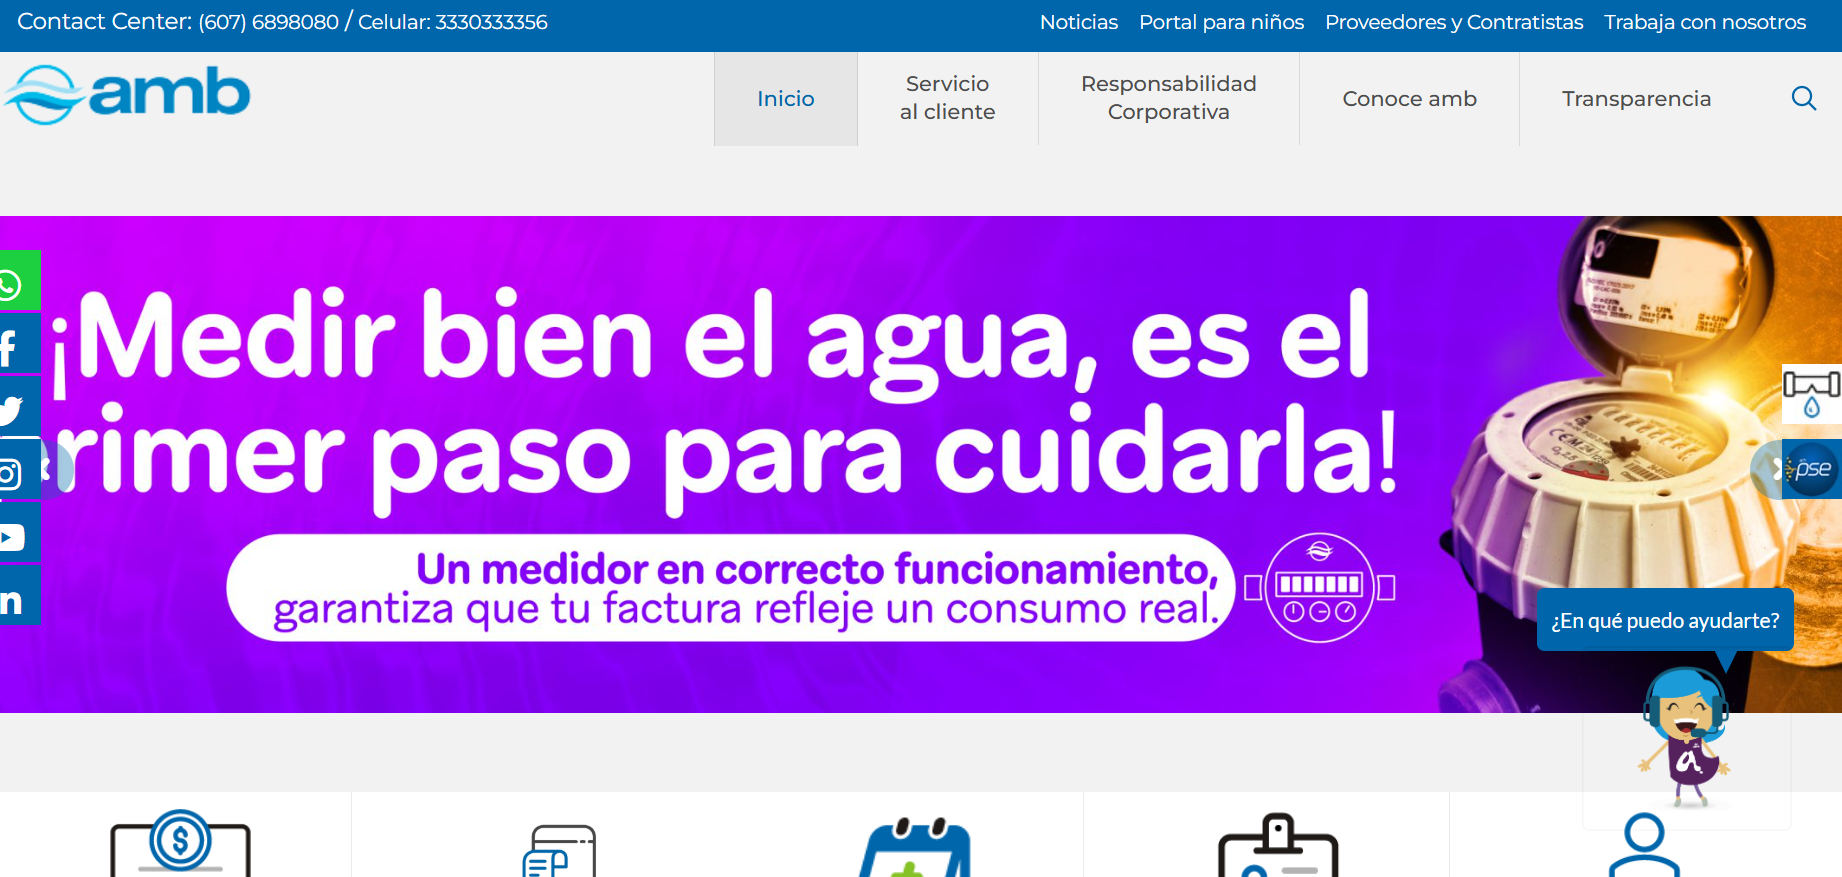 Contact Center: (607) 6898080 / Celular: 3330333356
Noticias Portal para niños Proveedores y Contratistas Trabaja con nosotros
amb
Inicio
Servicio
al cliente
Responsabilidad
Corporativa
Conoce amb
Transparencia
¡Medir bien el agua, es el
rimer paso para cuidarla!
Un medidor en correcto funcionamiento,
garantiza que tu factura refleje un consumo real.
pse
¿En qué puedo ayudarte?
a.